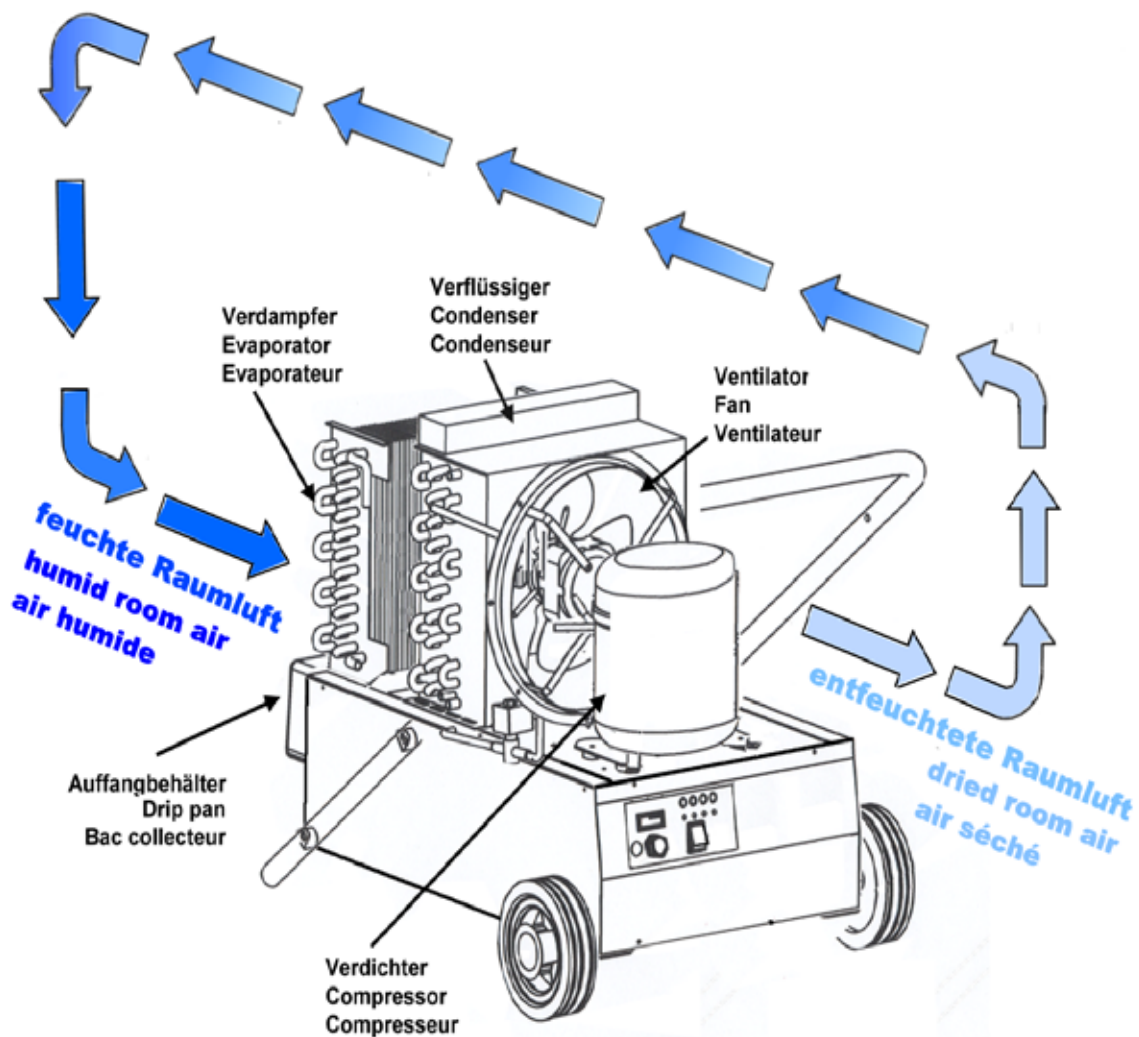 Verflüssiger
Condenser
Condenseur
Verdampfer
Evaporator
Evaporateur
Ventilator
Fan
Ventilateur
feuchte Raumluft
humid room air
air humide
entfeuchtete Raumluft
dried room air
air séché
Auffangbehälter
Drip pan
Bac collecteur
Verdichter
Compressor
Compresseur